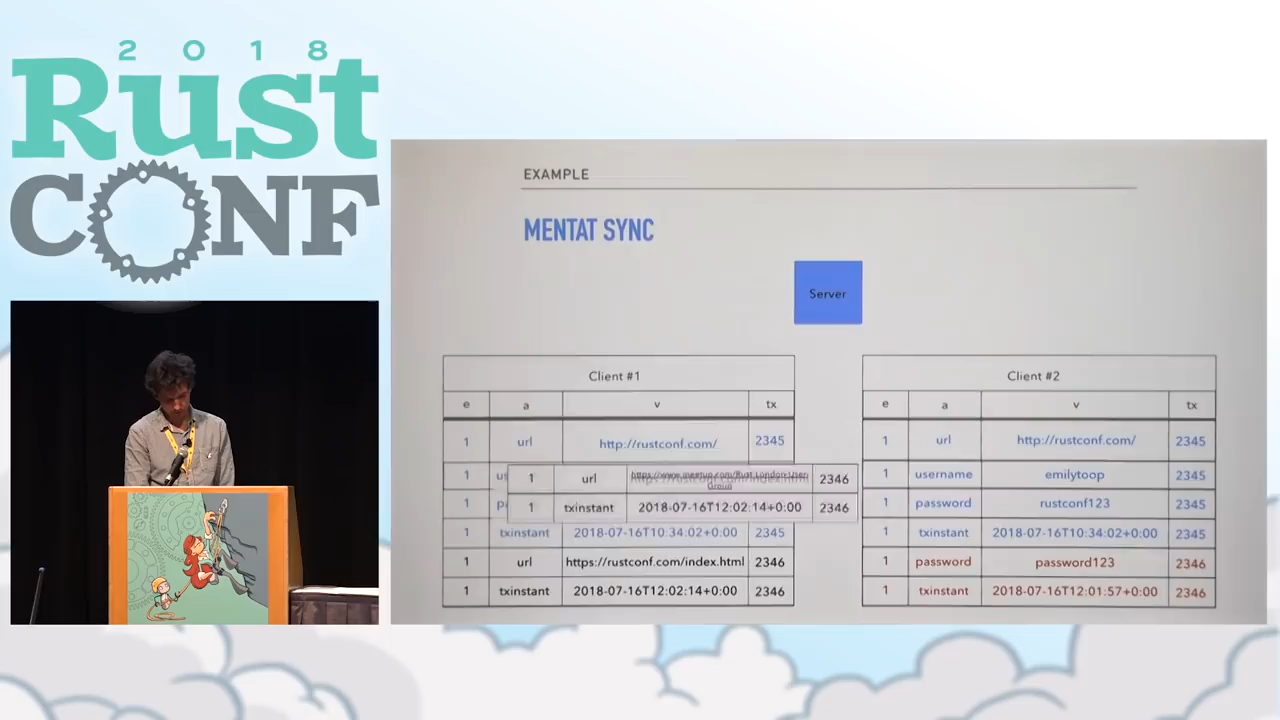 2018
Rust
CONF
EXAMPLE
MENTAT SYNC
Server
Client #1
e a v tx
1 url http://rustconf.com/ 2345
1 us
1 url 2346
1 p
1 txinstant 2018-07-16T12:02:14+0:00 2346
1 txinstant 2018-07-16T10:34:02+0:00 2345
1 url https://rustconf.com/index.html 2346
1 txinstant 2018-07-16T12:02:14+0:00 2346
Client #2
e a v tx
1 url http://rustconf.com/ 2345
1 username emilytoop 2345
1 password rustconf123 2345
1 txinstant 2018-07-16T10:34:02+0:00 2345
1 password password123 2346
1 txinstant 2018-07-16T12:01:57+0:00 2346